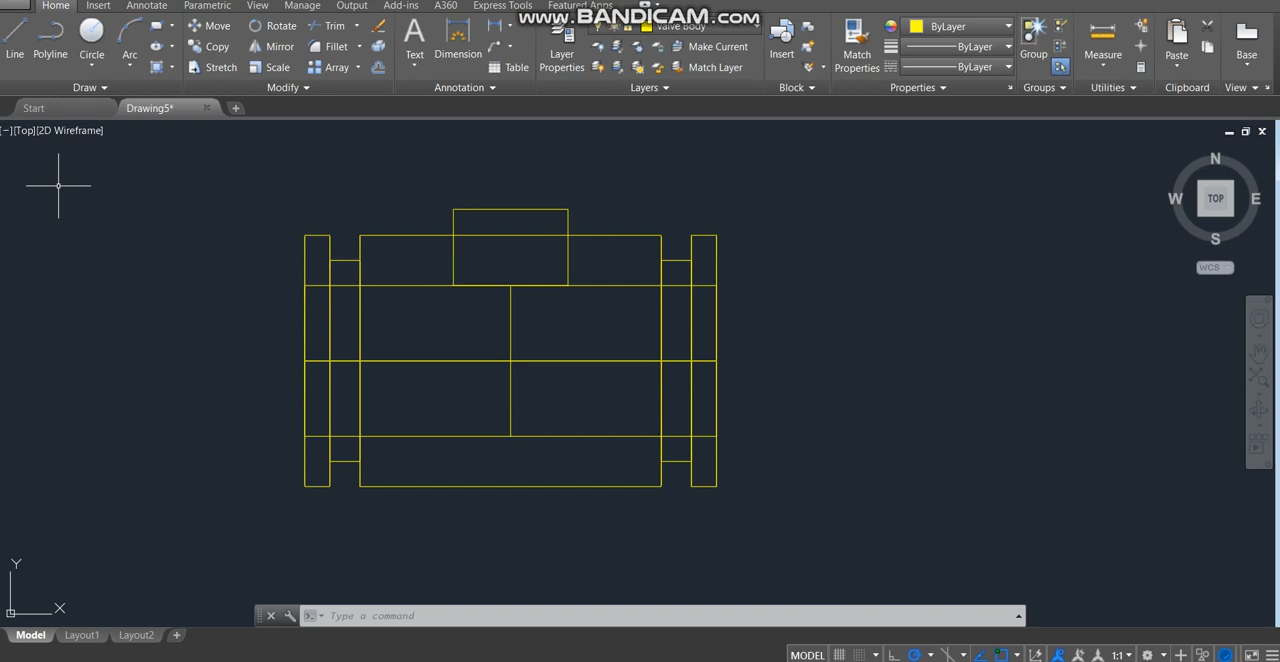 Home Insert Annotate Parametric View Manage Output Add-ins A360 Express Tools Featured Apps
www.BANDICAM.com
Line Polyline Circle Arc
Move Rotate Trim
Copy Mirror Fillet
Stretch Scale Array
Text Dimension Table
Layer Properties
Valve Body
Make Current
Match Layer
Insert
Match Properties
ByLayer
ByLayer
ByLayer
Group Measure Paste Base
Draw Modify Annotation Layers Block Properties Groups Utilities Clipboard View
Start Drawing5*
[−][Top][2D Wireframe]
N
W TOP E
S
WCS
Y
X
Type a command
Model Layout1 Layout2
MODEL 1:1